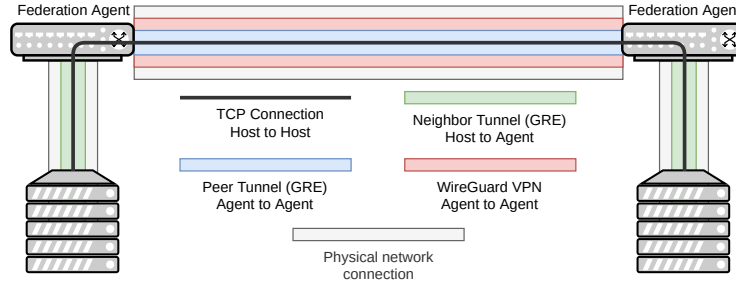 Federation Agent
Federation Agent
TCP Connection
Host to Host
Neighbor Tunnel (GRE)
Host to Agent
Peer Tunnel (GRE)
Agent to Agent
WireGuard VPN
Agent to Agent
Physical network
connection